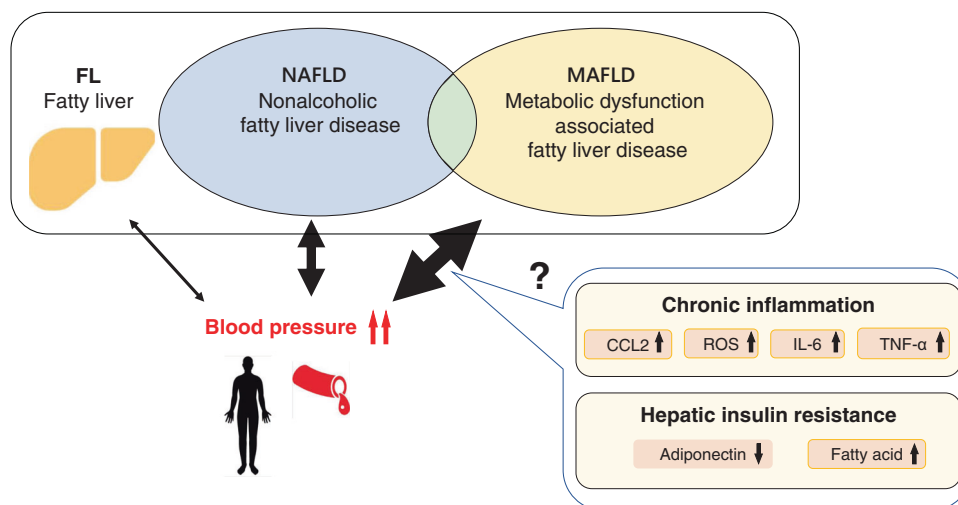 FL
Fatty liver
NAFLD
Nonalcoholic
fatty liver disease
MAFLD
Metabolic dysfunction
associated
fatty liver disease
Blood pressure
?
Chronic inflammation
CCL2
ROS
IL-6
TNF-α
Hepatic insulin resistance
Adiponectin
Fatty acid